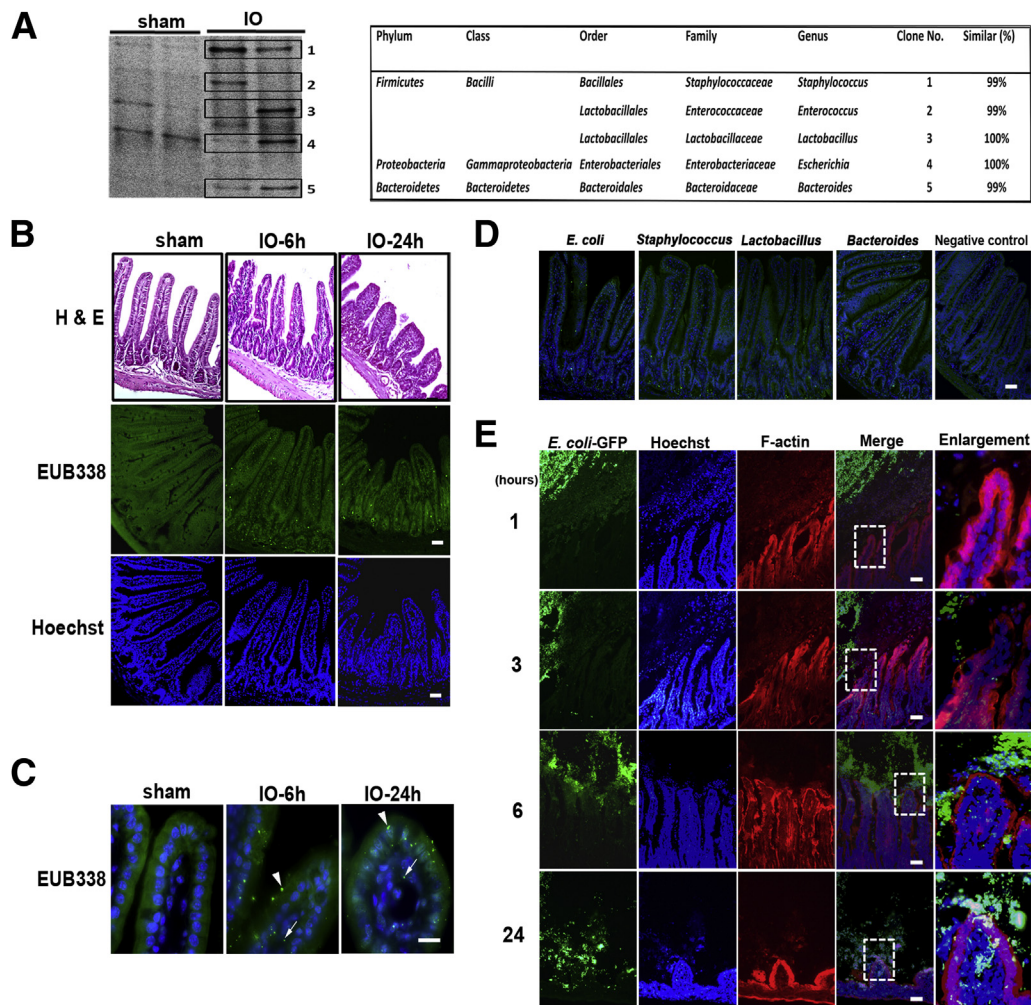 A
sham IO
1
2
3
4
5
Phylum Class Order Family Genus Clone No. Similar (%)
Firmicutes Bacilli Bacillales Staphylococcaceae Staphylococcus 1 99%
Lactobacillales Enterococcaceae Enterococcus 2 99%
Lactobacillales Lactobacillaceae Lactobacillus 3 100%
Proteobacteria Gammaproteobacteria Enterobacteriales Enterobacteriaceae Escherichia 4 100%
Bacteroidetes Bacteroidetes Bacteroidales Bacteroidaceae Bacteroides 5 99%
B
sham IO-6h IO-24h
H & E
EUB338
Hoechst
C
sham IO-6h IO-24h
EUB338
D
E. coli Staphylococcus Lactobacillus Bacteroides Negative control
E
E. coli-GFP Hoechst F-actin Merge Enlargement
(hours)
1
3
6
24